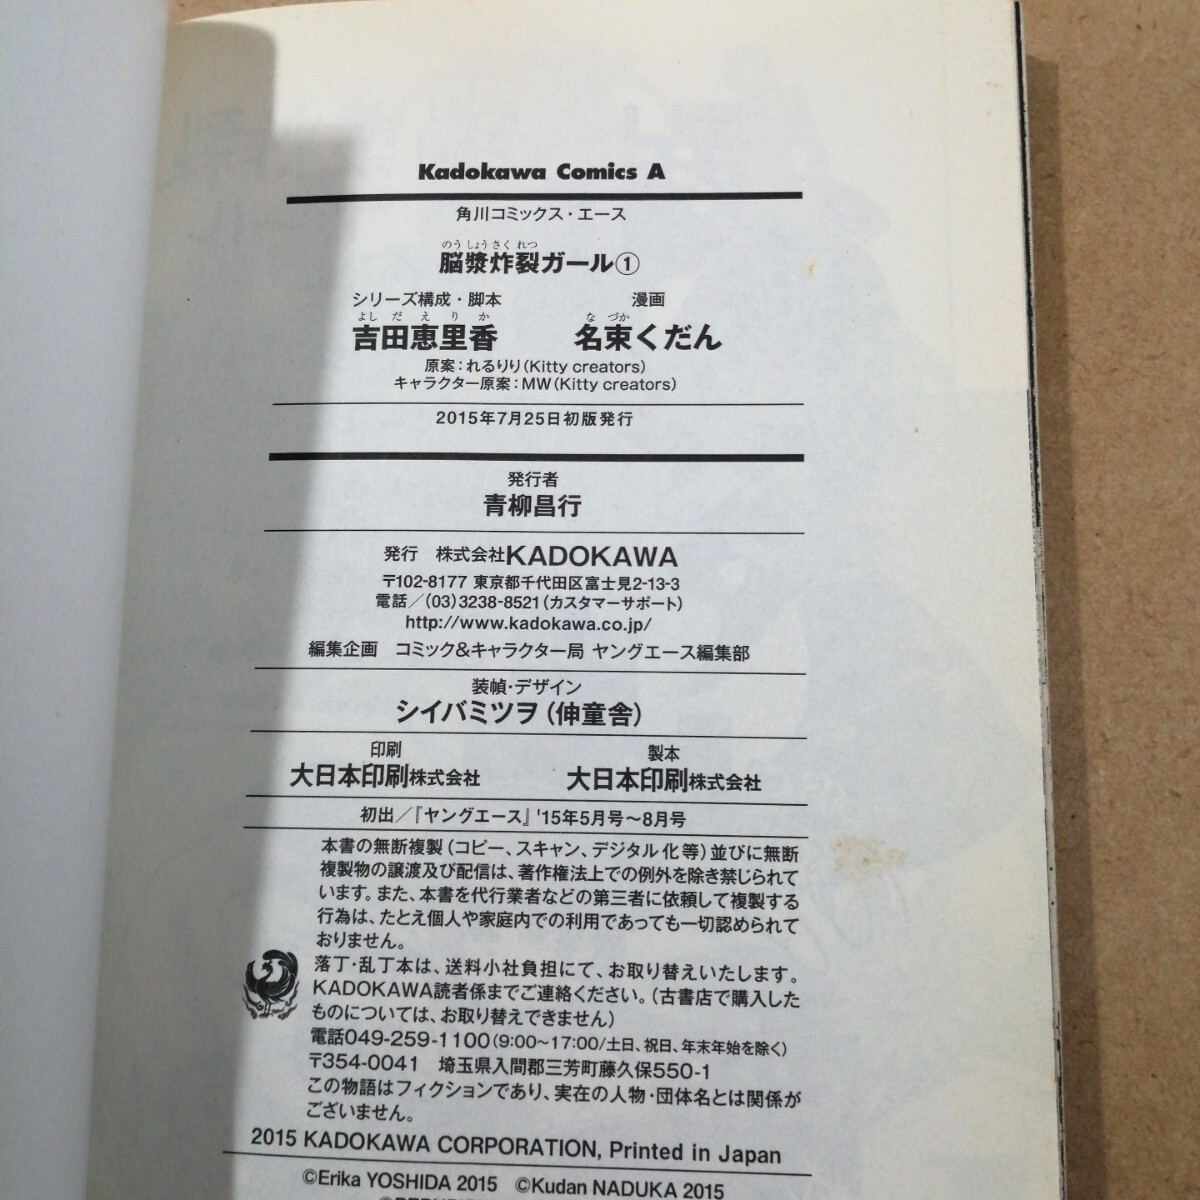 Kadokawa Comics A
角川コミックス・エース
のうしょうさくれつ
脳漿炸裂ガール①
シリーズ構成・脚本 漫画
よしだえりか なづか
吉田恵里香 名束くだん
原案：れるりり（Kitty creators）
キャラクター原案：MW（Kitty creators）
2015年7月25日初版発行
発行者
青柳昌行
発行 株式会社KADOKAWA
〒102-8177 東京都千代田区富士見2-13-3
電話／（03）3238-8521（カスタマーサポート）
http://www.kadokawa.co.jp/
編集企画 コミック&キャラクター局 ヤングエース編集部
装幀・デザイン
シイバミツヲ（伸童舎）
印刷 製本
大日本印刷株式会社 大日本印刷株式会社
初出／『ヤングエース』'15年5月号～8月号
本書の無断複製（コピー、スキャン、デジタル化等）並びに無断
複製物の譲渡及び配信は、著作権法上での例外を除き禁じられて
います。また、本書を代行業者などの第三者に依頼して複製する
行為は、たとえ個人や家庭内での利用であっても一切認められて
おりません。
落丁・乱丁本は、送料小社負担にて、お取り替えいたします。
KADOKAWA読者係までご連絡ください。（古書店で購入した
ものについては、お取り替えできません）
電話049-259-1100（9:00～17:00/土日、祝日、年末年始を除く）
〒354-0041 埼玉県入間郡三芳町藤久保550-1
この物語はフィクションであり、実在の人物・団体名とは関係が
ございません。
2015 KADOKAWA CORPORATION, Printed in Japan
©Erika YOSHIDA 2015 ©Kudan NADUKA 2015